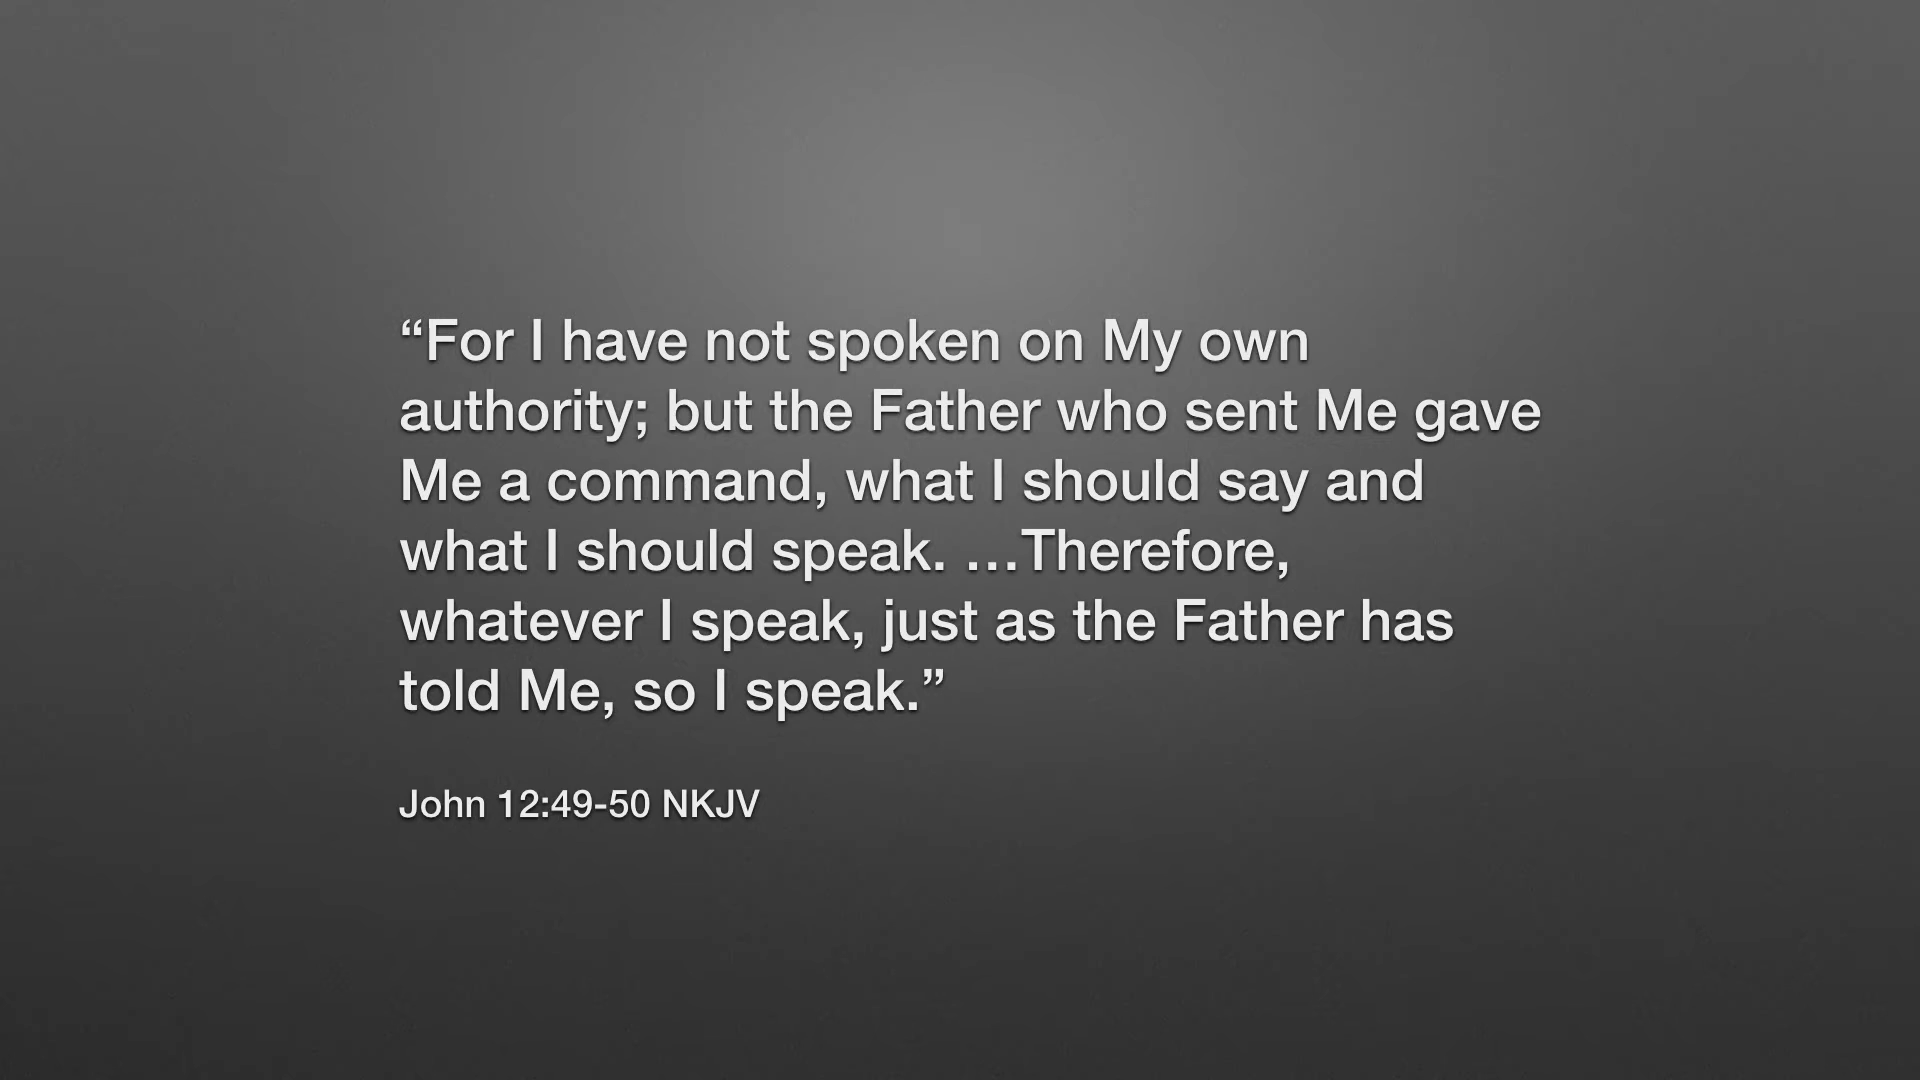 “For I have not spoken on My own
authority; but the Father who sent Me gave
Me a command, what I should say and
what I should speak. …Therefore,
whatever I speak, just as the Father has
told Me, so I speak.”
John 12:49-50 NKJV